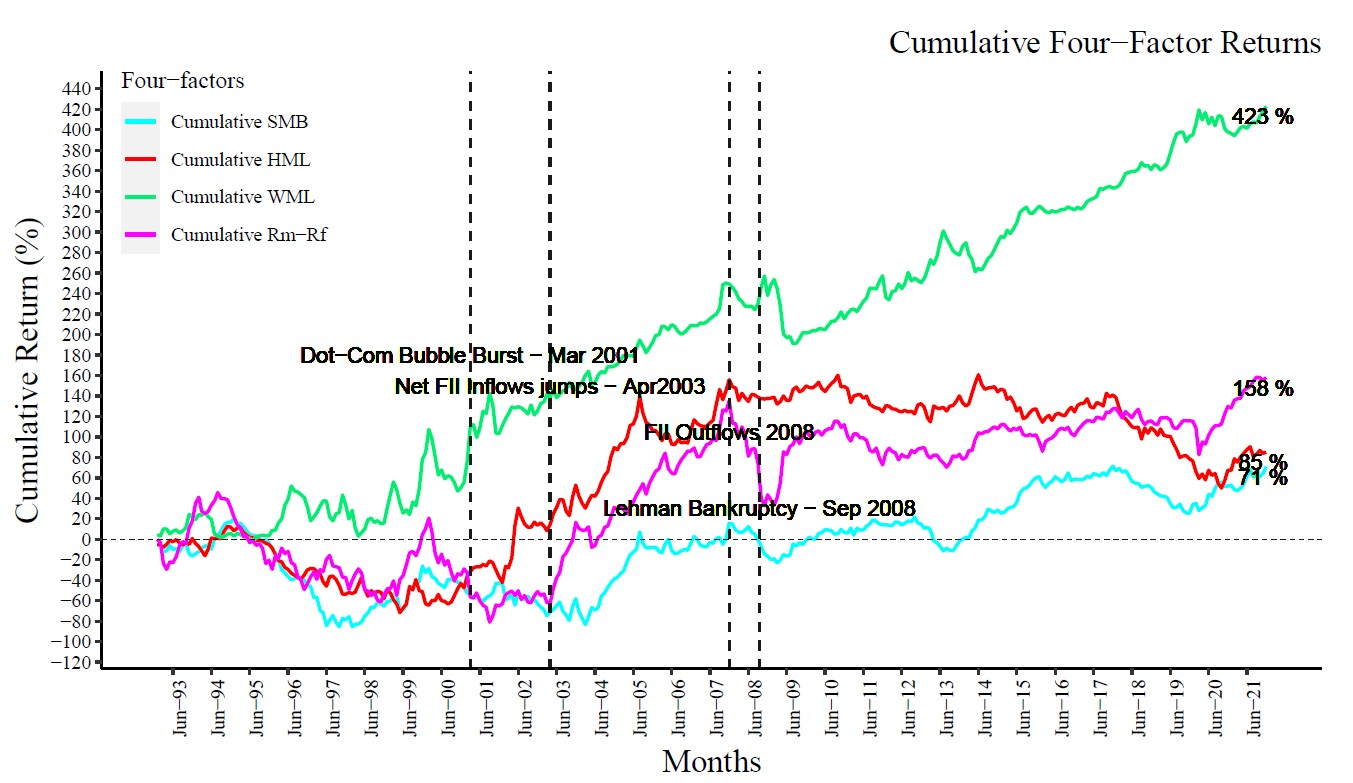 Cumulative Four−Factor Returns
Four−factors
Cumulative SMB
Cumulative HML
Cumulative WML
Cumulative Rm−Rf
Cumulative Return (%)
440
420
400
380
360
340
320
300
280
260
240
220
200
180
160
140
120
100
80
60
40
20
0
−20
−40
−60
−80
−100
−120
423 %
Dot−Com Bubble Burst − Mar 2001
Net FII Inflows jumps − Apr2003
158 %
FII Outflows 2008
85 %
71 %
Lehman Bankruptcy − Sep 2008
Jun−93
Jun−94
Jun−95
Jun−96
Jun−97
Jun−98
Jun−99
Jun−00
Jun−01
Jun−02
Jun−03
Jun−04
Jun−05
Jun−06
Jun−07
Jun−08
Jun−09
Jun−10
Jun−11
Jun−12
Jun−13
Jun−14
Jun−15
Jun−16
Jun−17
Jun−18
Jun−19
Jun−20
Jun−21
Months